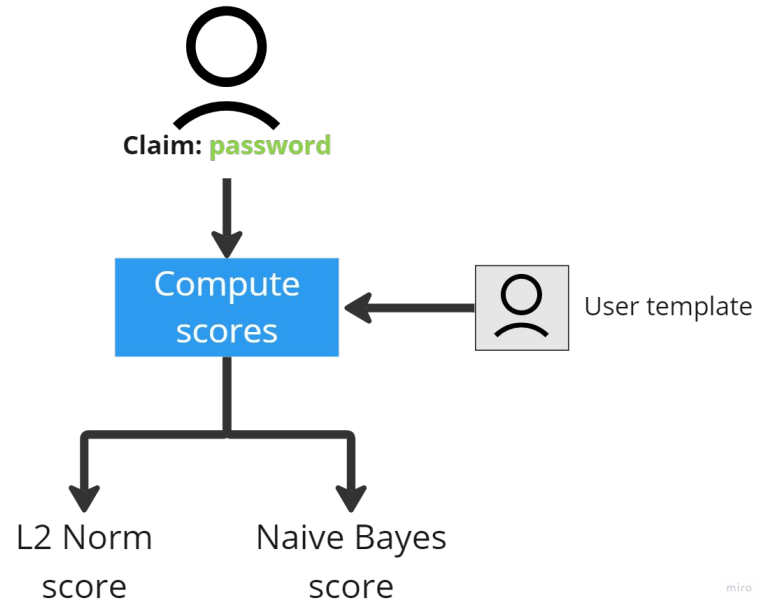 Claim: password
Compute
scores
User template
L2 Norm
score
Naive Bayes
score
miro